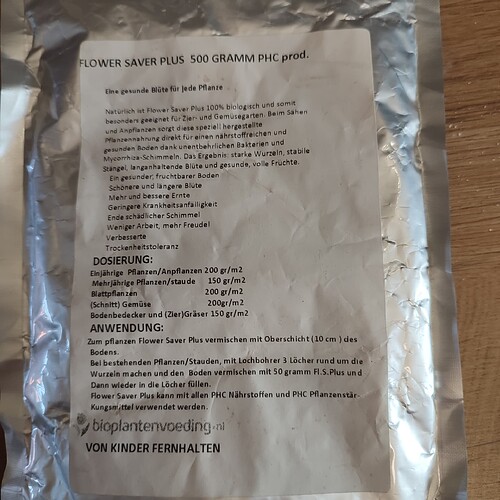 FLOWER SAVER PLUS 500 GRAMM PHC prod.
Eine gesunde Blüte für Jede Pflanze
Natürlich ist Flower Saver Plus 100% biologisch und somit
besonders geeignet für Zier- und Gemüsegarten. Beim Sähen
und Anpflanzen sorgt diese speciell hergestellte
Pflanzennahrung direkt für einen nährstoffreichen und
gesunden Boden dank unentbehrlichen Bakterien und
Mycorrhiza-Schimmeln. Das Ergebnis: starke Wurzeln, stabile
Stängel, langanhaltende Blüte und gesunde, volle Früchte.
Ein gesunder, fruchtbarer Boden
Schönere und längere Blüte
Mehr und bessere Ernte
Geringere Krankheitsanfälligkeit
Ende schädlicher Schimmel
Weniger Arbeit, mehr Freude!
Verbesserte
Trockenheitstoleranz
DOSIERUNG:
Einjährige Pflanzen/Anpflanzen 200 gr/m2
Mehrjährige Pflanzen/staude 150 gr/m2
Blattpflanzen 200 gr/m2
(Schnitt) Gemüse 200gr/m2
Bodenbedecker und (Zier)Gräser 150 gr/m2
ANWENDUNG:
Zum pflanzen Flower Saver Plus vermischen mit Oberschicht (10 cm ) des
Bodens.
Bei bestehenden Pflanzen/Stauden, mit Lochbohrer 3 Löcher rund um die
Wurzeln machen und den Boden vermischen mit 50 gramm Fl.S.Plus und
Dann wieder in die Löcher füllen.
Flower Saver Plus kann mit allen PHC Nährstoffen und PHC Pflanzenstär-
Kungsmittel verwendet werden.
bioplantenvoeding.nl
VON KINDER FERNHALTEN